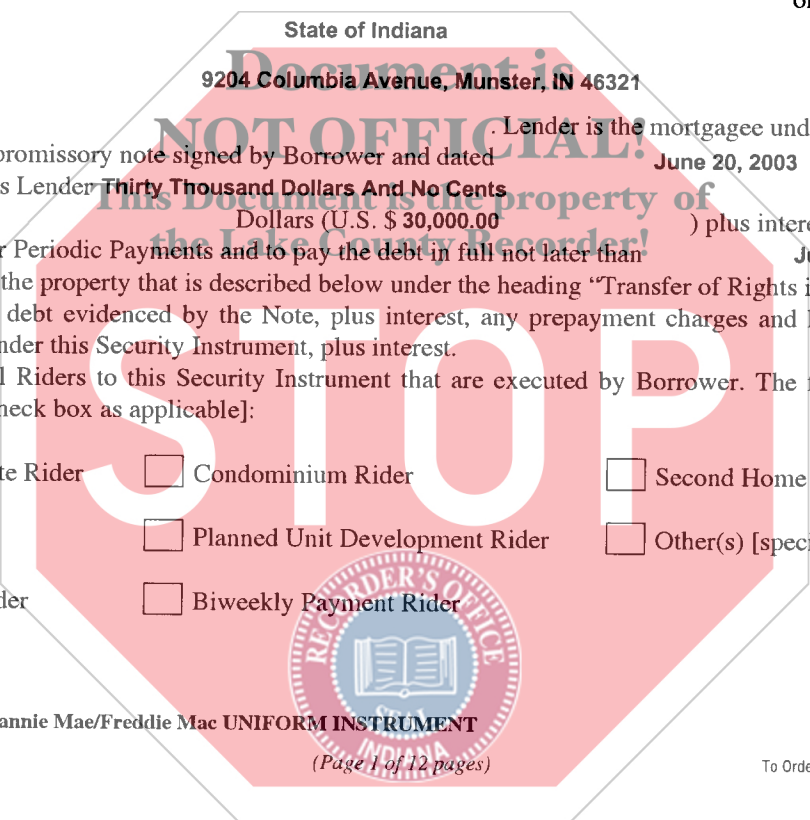 State of Indiana
9204 Columbia Avenue, Munster, IN 46321
. Lender is the mortgagee und
promissory note signed by Borrower and dated June 20, 2003
s Lender Thirty Thousand Dollars And No Cents
Dollars (U.S. $ 30,000.00 ) plus intere
r Periodic Payments and to pay the debt in full not later than Ju
the property that is described below under the heading “Transfer of Rights i
debt evidenced by the Note, plus interest, any prepayment charges and l
nder this Security Instrument, plus interest.
l Riders to this Security Instrument that are executed by Borrower. The f
heck box as applicable]:
te Rider Condominium Rider Second Home
Planned Unit Development Rider Other(s) [speci
der Biweekly Payment Rider
annie Mae/Freddie Mac UNIFORM INSTRUMENT
(Page 1 of 12 pages)
To Orde
Document is
NOT OFFICIAL!
This Document is the property of
the Lake County Recorder!
STOP
RECORDER'S OFFICE
SEAL
INDIANA